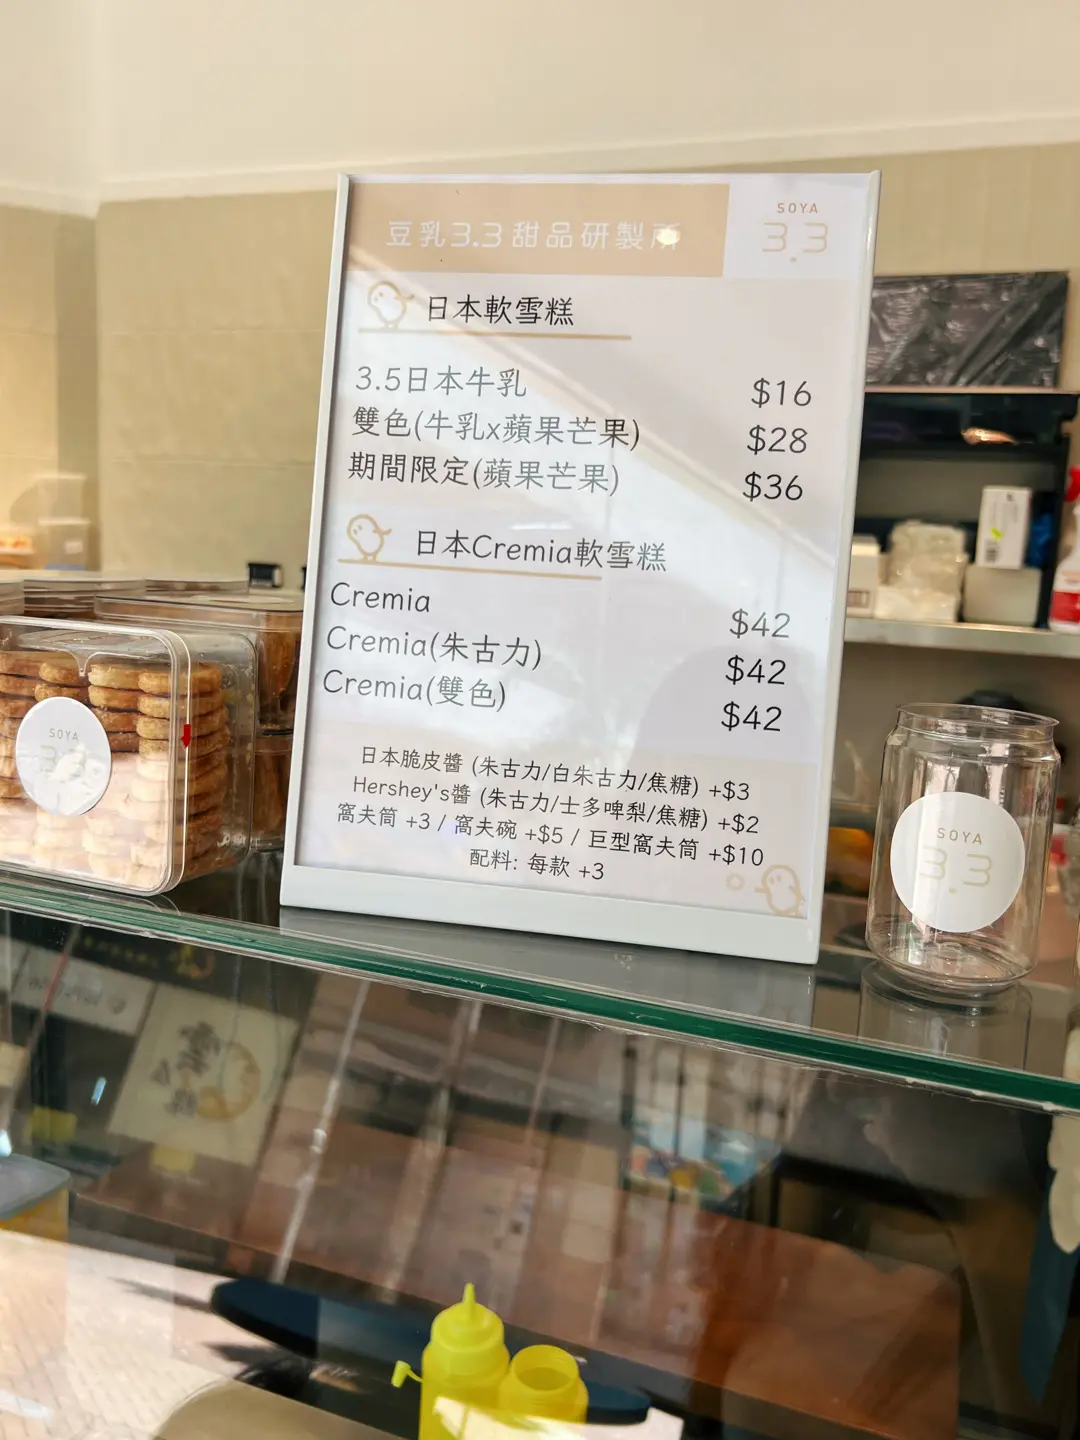 豆乳3.3甜品研製所
SOYA
3.3
日本軟雪糕
3.5日本牛乳 $16
雙色(牛乳x蘋果芒果) $28
期間限定(蘋果芒果) $36
日本Cremia軟雪糕
Cremia $42
Cremia(朱古力) $42
Cremia(雙色) $42
日本脆皮醬 (朱古力/白朱古力/焦糖) +$3
Hershey's醬 (朱古力/士多啤梨/焦糖) +$2
窩夫筒 +3 / 窩夫碗 +$5 / 巨型窩夫筒 +$10
配料: 每款 +3
SOYA
3.3
SOYA
3.3